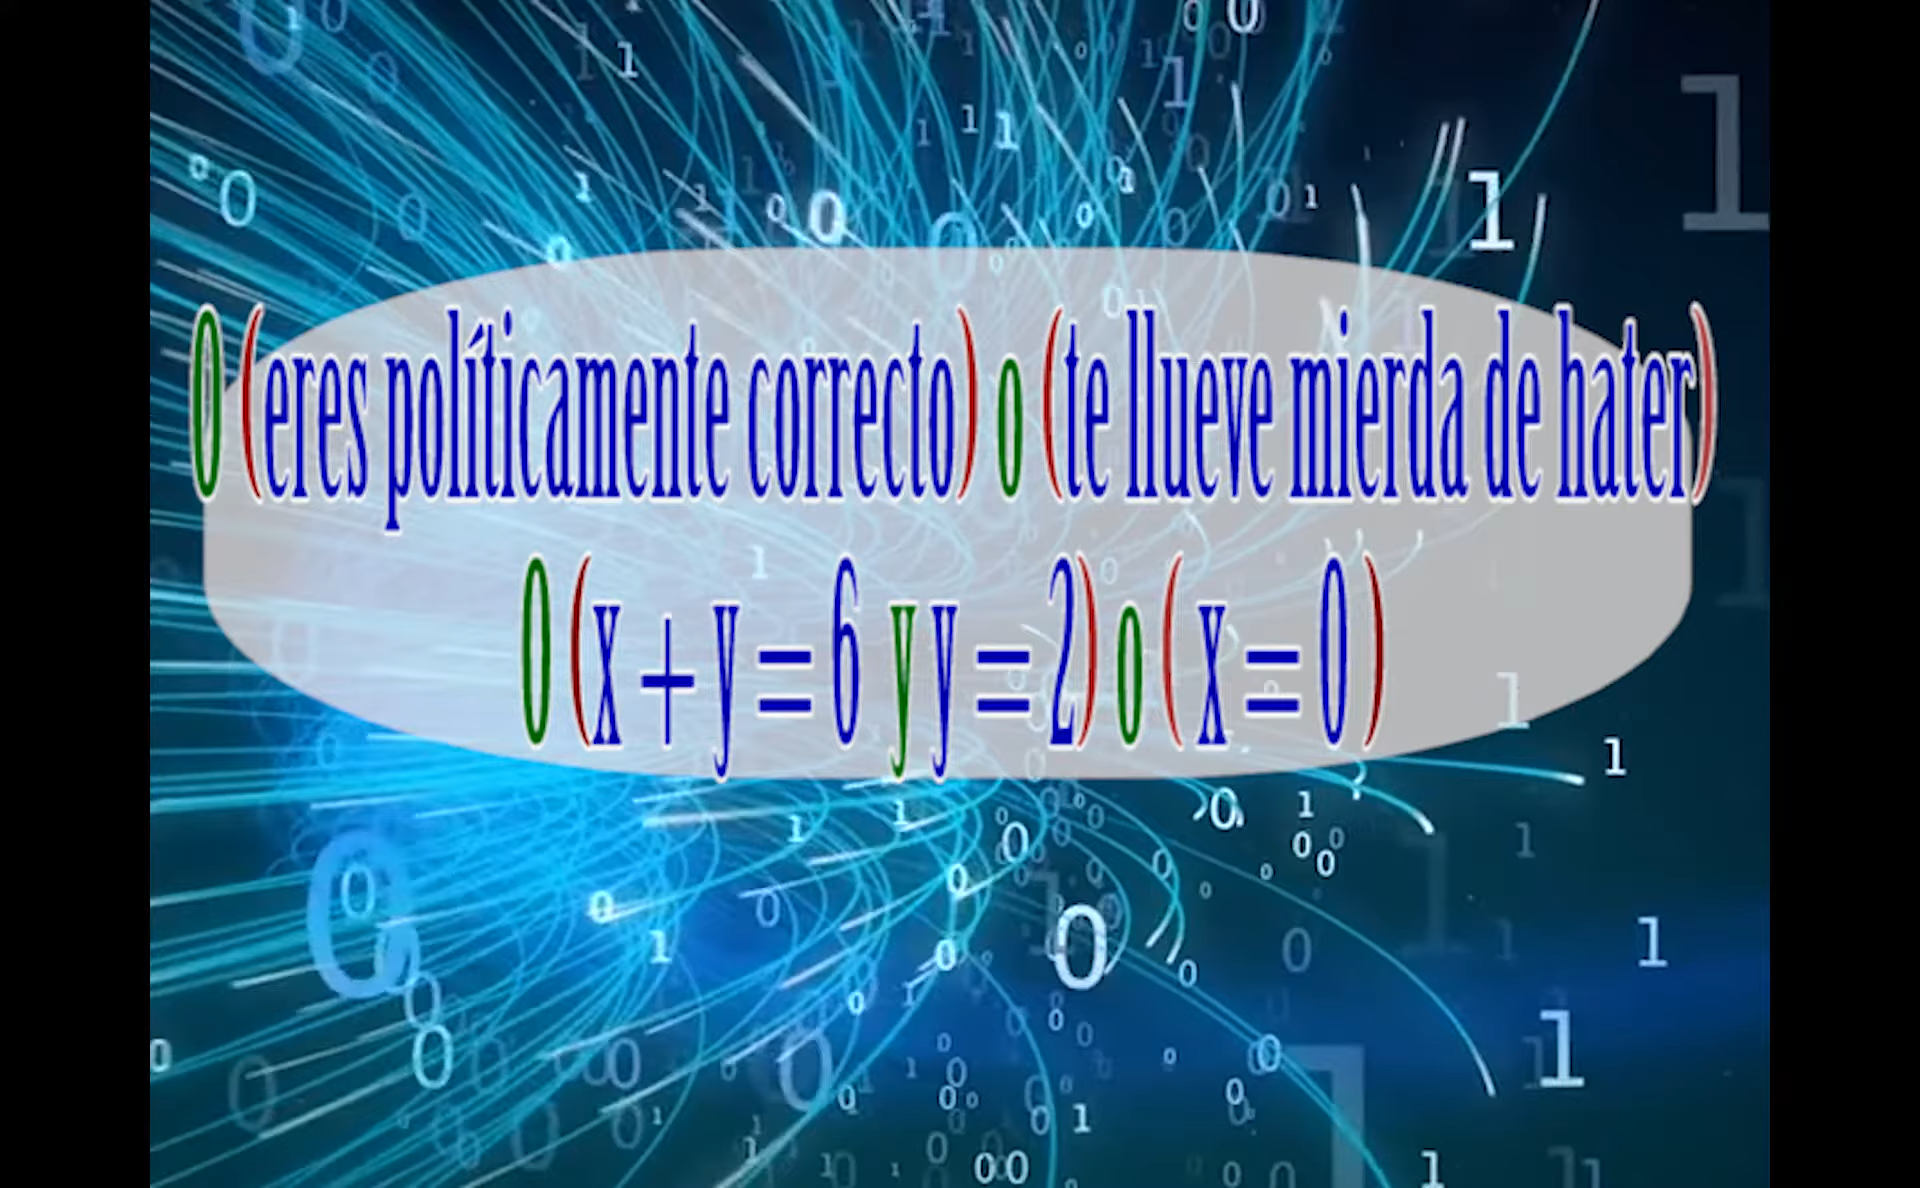 O (eres políticamente correcto) o (te llueve mierda de hater)
O (x + y = 6 y y = 2) o ( x = 0 )